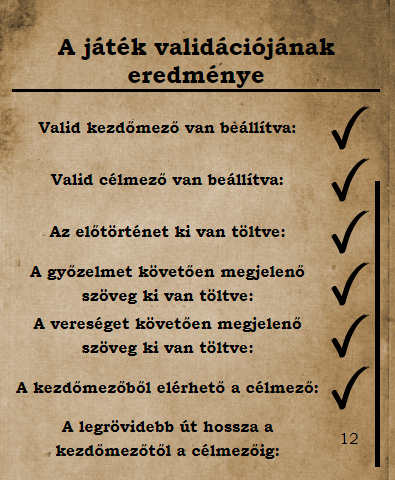 A játék validációjának
eredménye
Valid kezdőmező van beállítva:
Valid célmező van beállítva:
Az előtörténet ki van töltve:
A győzelmet követően megjelenő
szöveg ki van töltve:
A vereséget követően megjelenő
szöveg ki van töltve:
A kezdőmezőből elérhető a célmező:
A legrövidebb út hossza a
kezdőmezőtől a célmezőig:
12